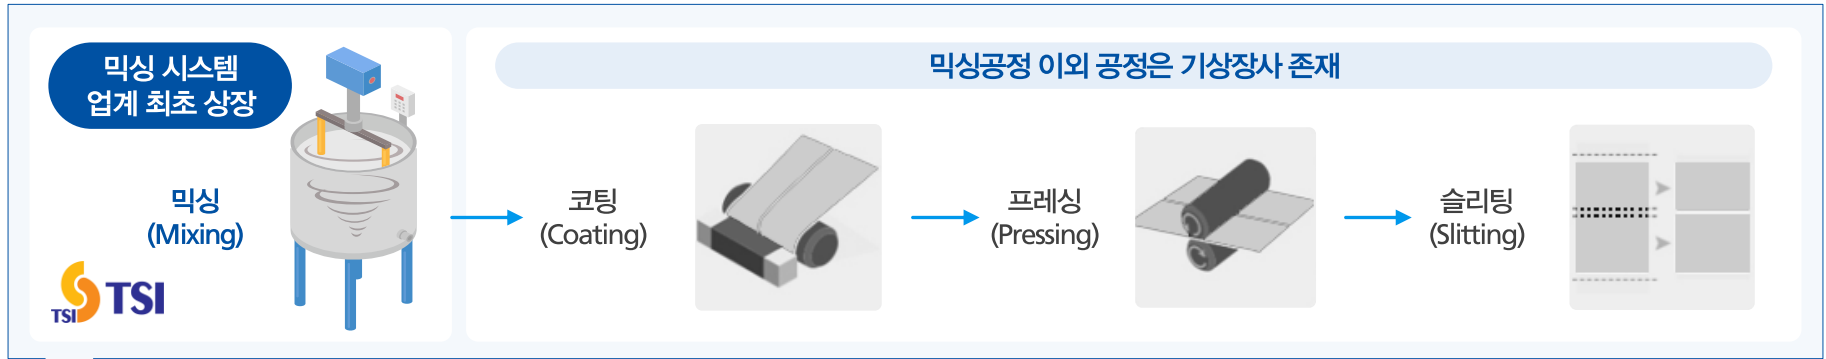 믹싱 시스템
업계 최초 상장
믹싱
(Mixing)
TSI TSI
믹싱공정 이외 공정은 기상장사 존재
코팅
(Coating)
프레싱
(Pressing)
슬리팅
(Slitting)